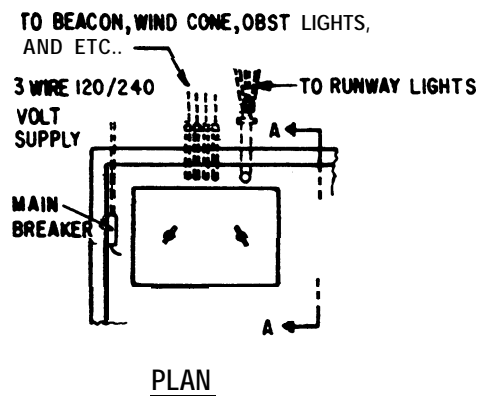 TO BEACON, WIND CONE, OBST LIGHTS,
AND ETC..
3 WIRE 120/240
VOLT
SUPPLY
TO RUNWAY LIGHTS
A
MAIN
BREAKER
A
PLAN